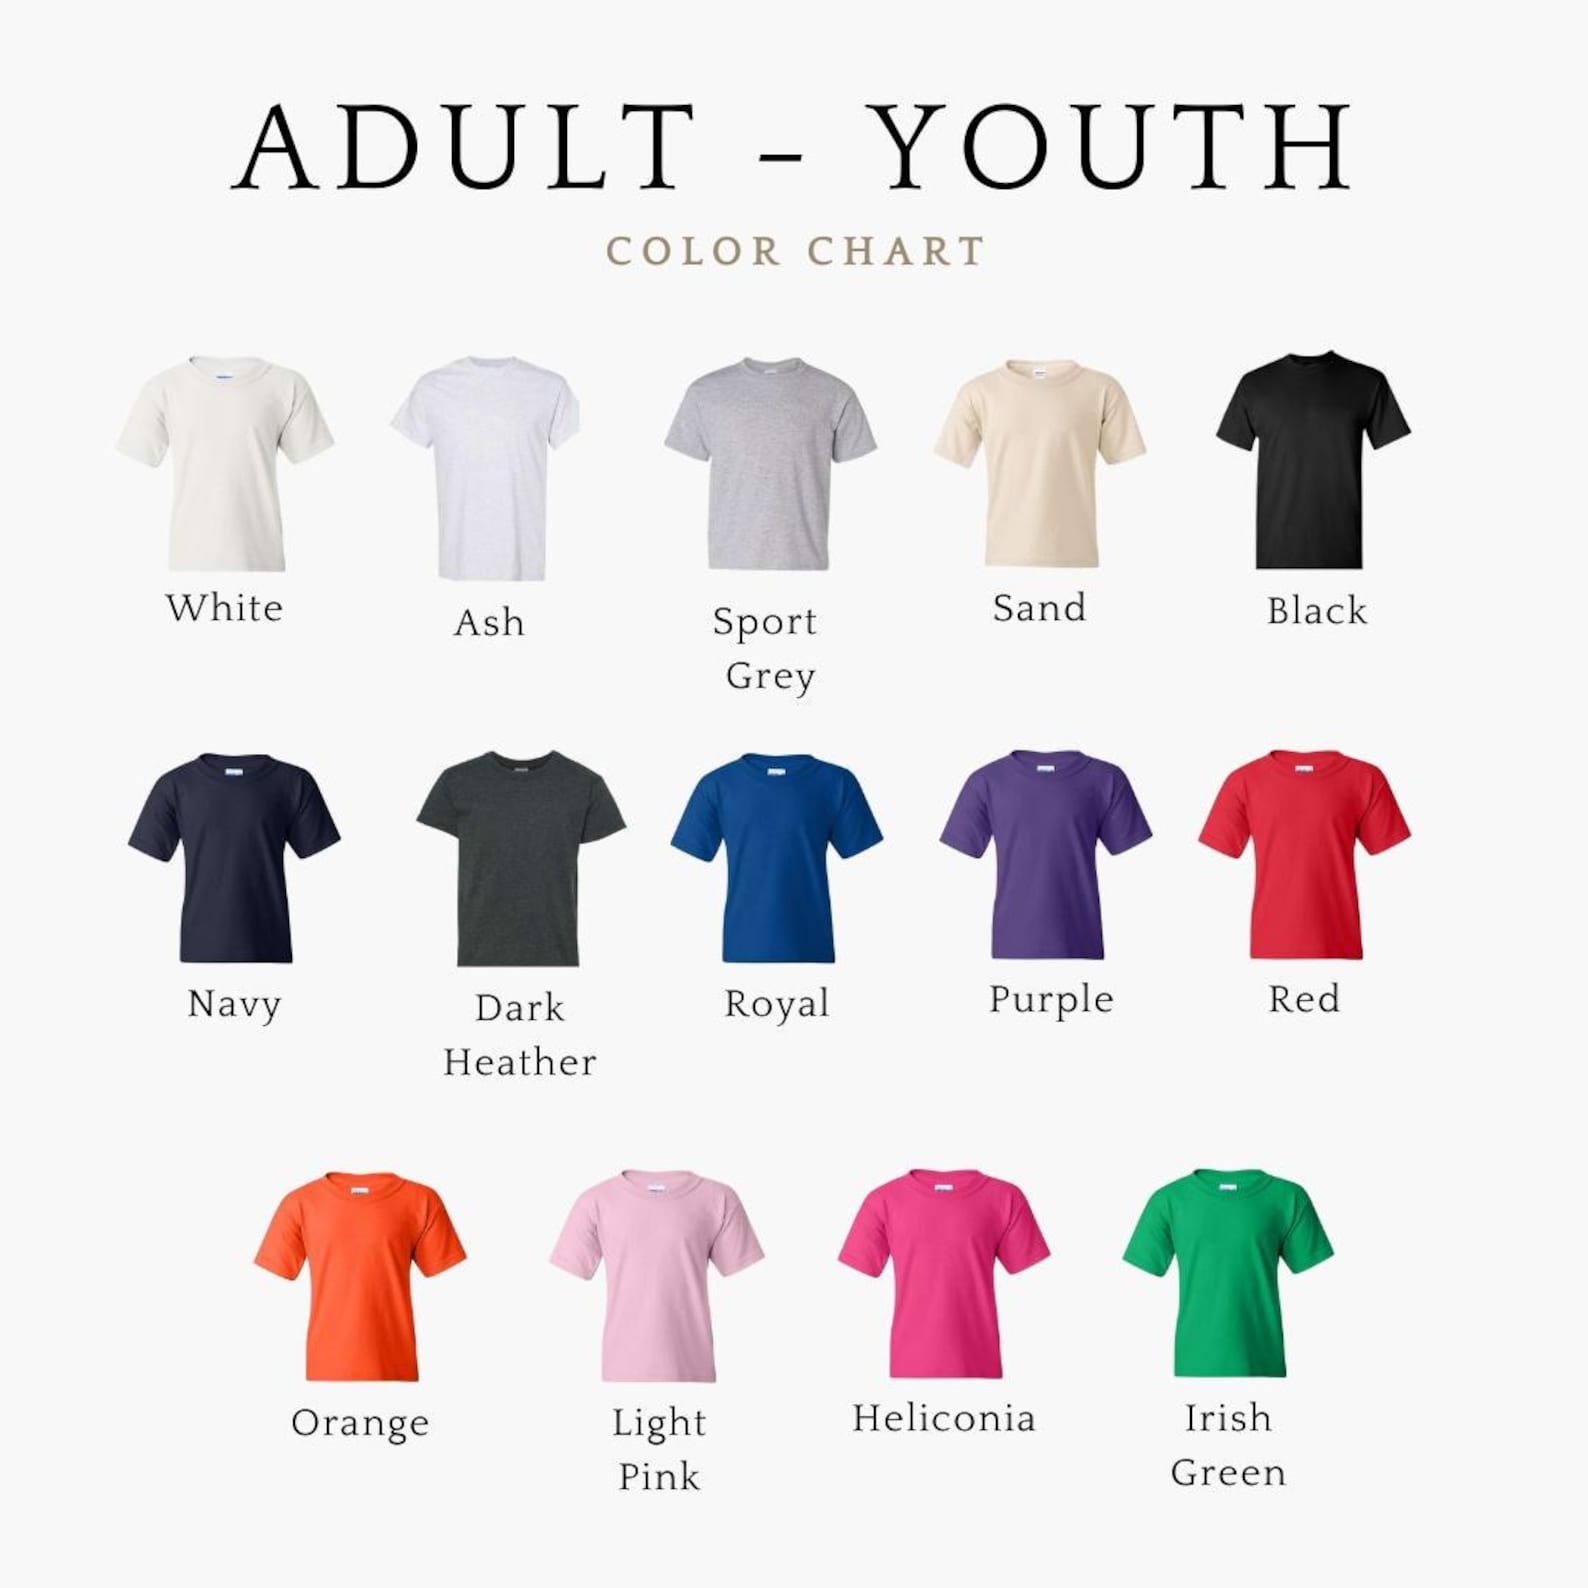 ADULT - YOUTH
COLOR CHART
White
Ash
Sport
Grey
Sand
Black
Navy
Dark
Heather
Royal
Purple
Red
Orange
Light
Pink
Heliconia
Irish
Green